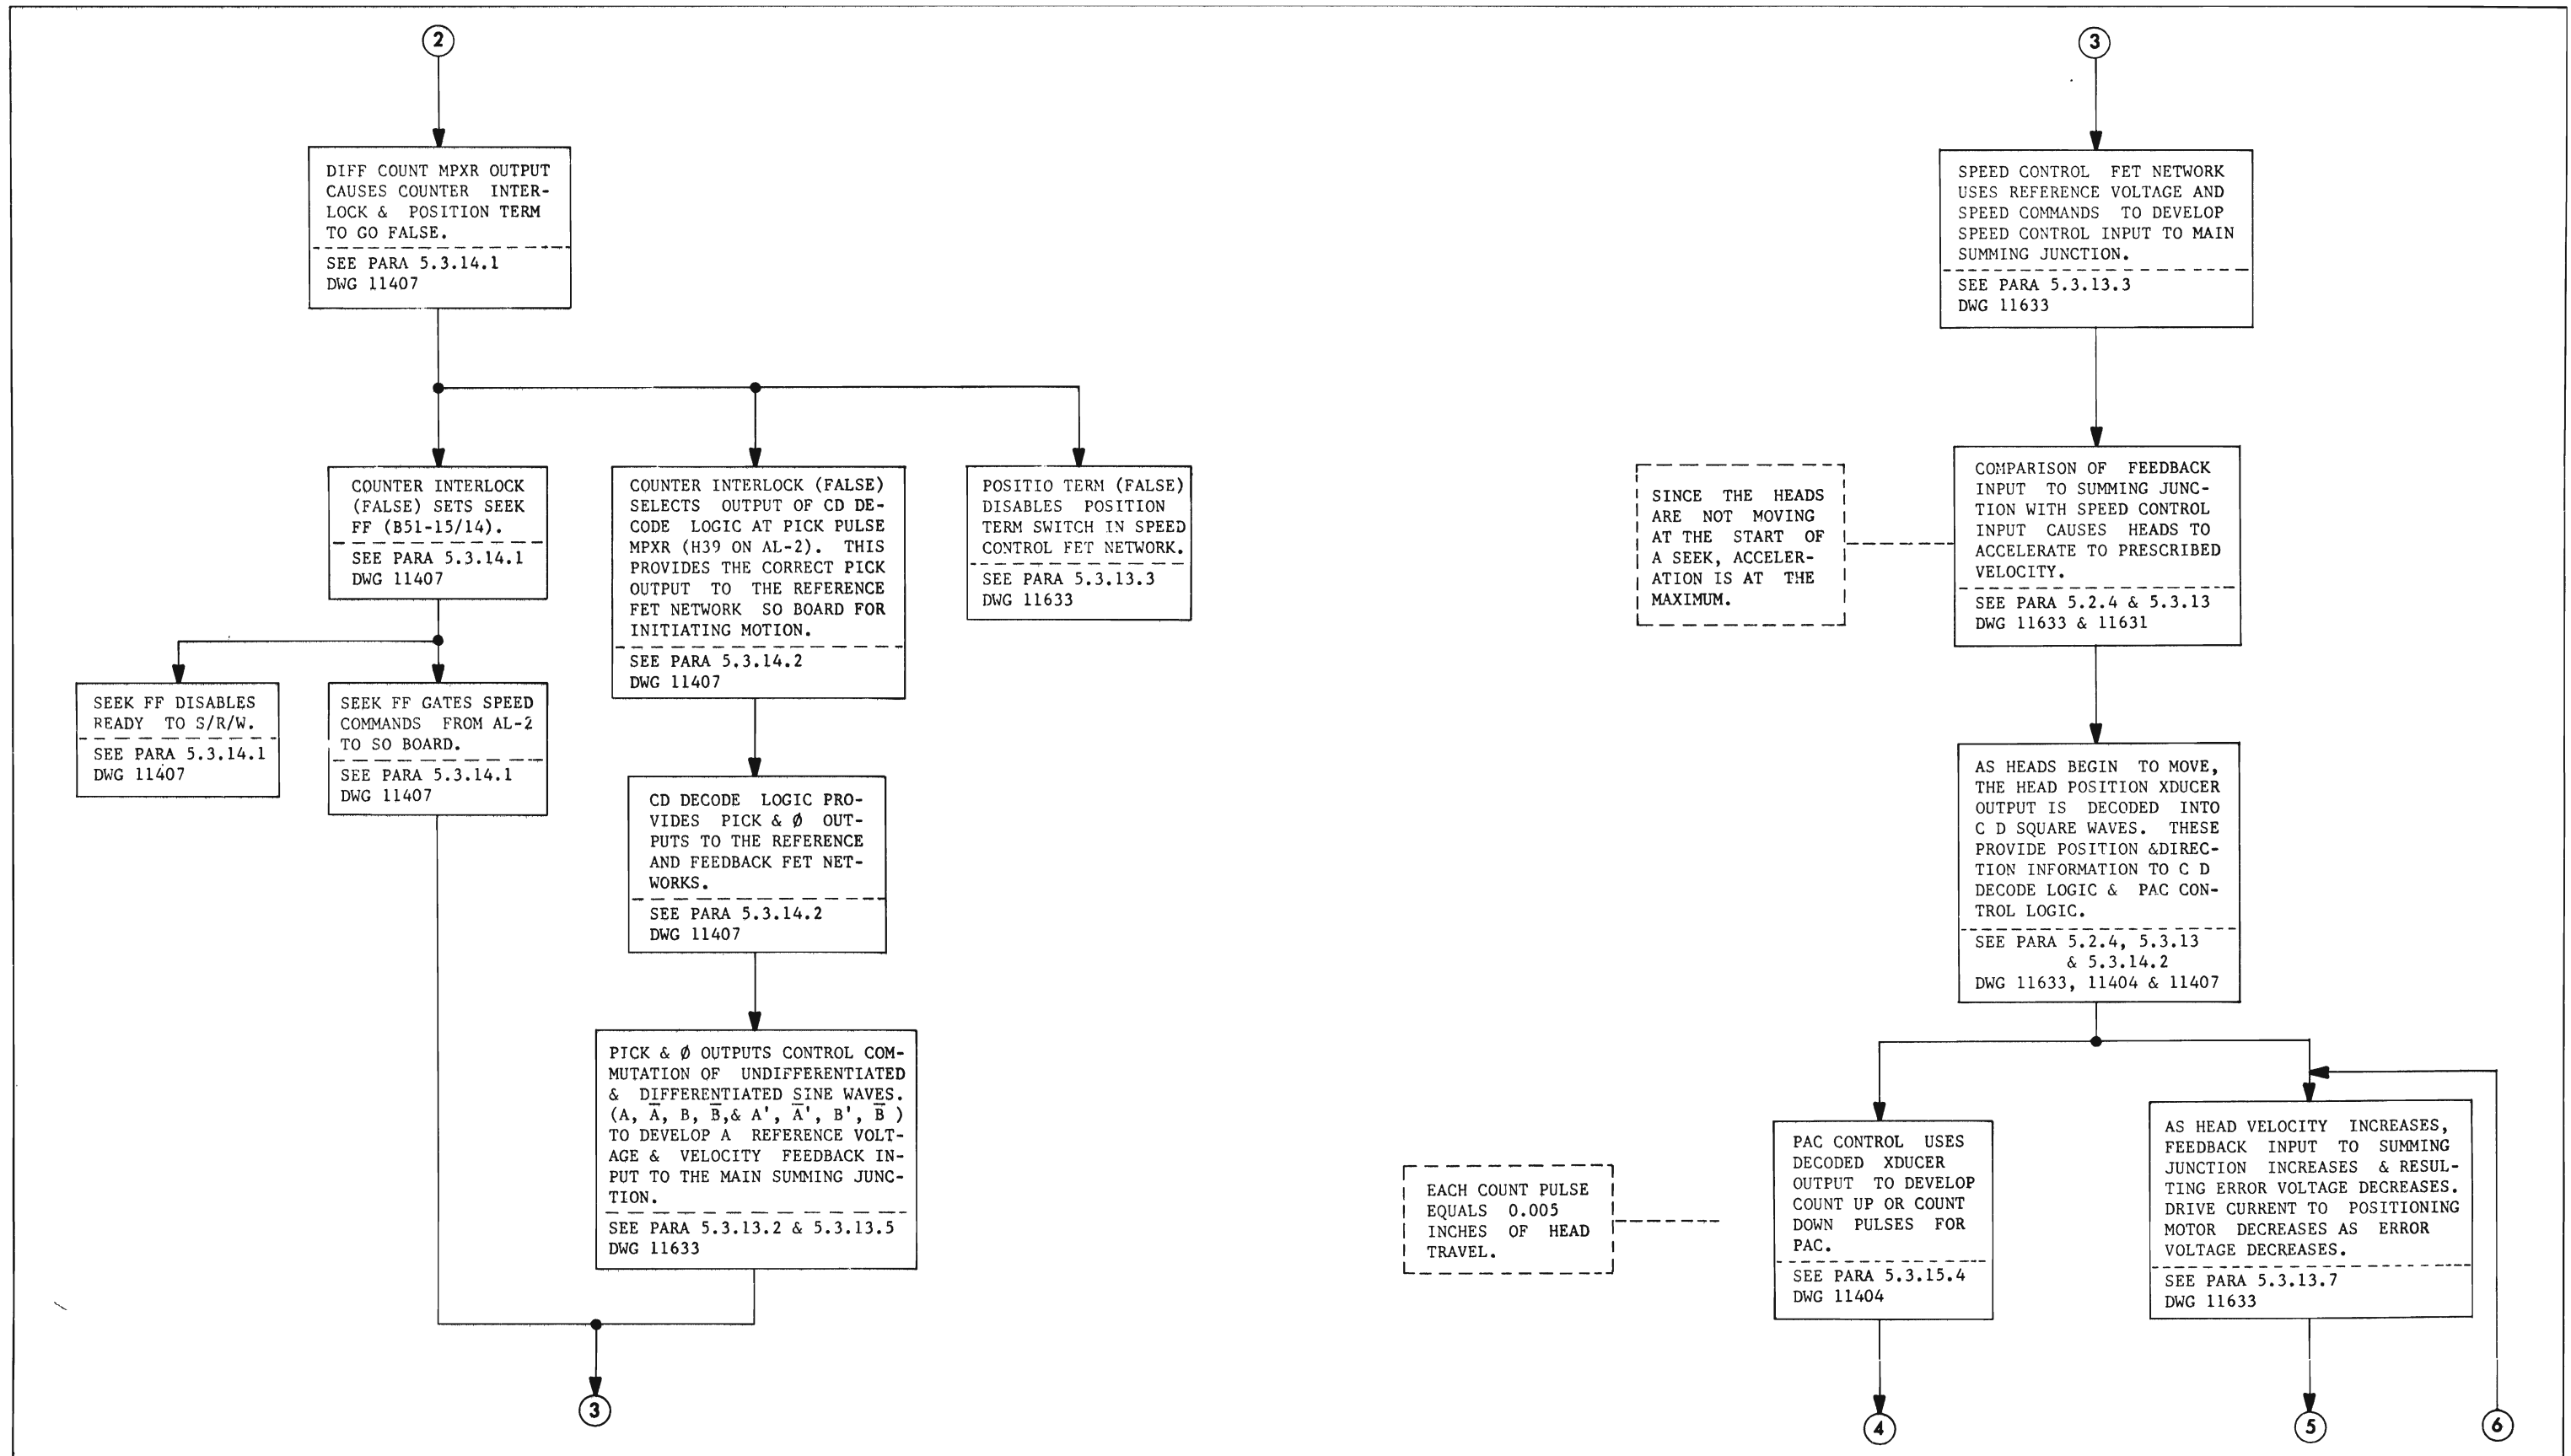 2
DIFF COUNT MPXR OUTPUT
CAUSES COUNTER INTER-
LOCK & POSITION TERM
TO GO FALSE.
SEE PARA 5.3.14.1
DWG 11407
COUNTER INTERLOCK
(FALSE) SETS SEEK
FF (B51-15/14).
SEE PARA 5.3.14.1
DWG 11407
COUNTER INTERLOCK (FALSE)
SELECTS OUTPUT OF CD DE-
CODE LOGIC AT PICK PULSE
MPXR (H39 ON AL-2). THIS
PROVIDES THE CORRECT PICK
OUTPUT TO THE REFERENCE
FET NETWORK SO BOARD FOR
INITIATING MOTION.
SEE PARA 5.3.14.2
DWG 11407
POSITIO TERM (FALSE)
DISABLES POSITION
TERM SWITCH IN SPEED
CONTROL FET NETWORK.
SEE PARA 5.3.13.3
DWG 11633
SEEK FF DISABLES
READY TO S/R/W.
SEE PARA 5.3.14.1
DWG 11407
SEEK FF GATES SPEED
COMMANDS FROM AL-2
TO SO BOARD.
SEE PARA 5.3.14.1
DWG 11407
CD DECODE LOGIC PRO-
VIDES PICK & Ø OUT-
PUTS TO THE REFERENCE
AND FEEDBACK FET NET-
WORKS.
SEE PARA 5.3.14.2
DWG 11407
PICK & Ø OUTPUTS CONTROL COM-
MUTATION OF UNDIFFERENTIATED
& DIFFERENTIATED SINE WAVES.
(A, A̅, B, B̅,& A', A̅', B', B̅ )
TO DEVELOP A REFERENCE VOLT-
AGE & VELOCITY FEEDBACK IN-
PUT TO THE MAIN SUMMING JUNC-
TION.
SEE PARA 5.3.13.2 & 5.3.13.5
DWG 11633
3
3
SPEED CONTROL FET NETWORK
USES REFERENCE VOLTAGE AND
SPEED COMMANDS TO DEVELOP
SPEED CONTROL INPUT TO MAIN
SUMMING JUNCTION.
SEE PARA 5.3.13.3
DWG 11633
SINCE THE HEADS
ARE NOT MOVING
AT THE START OF
A SEEK, ACCELER-
ATION IS AT THE
MAXIMUM.
COMPARISON OF FEEDBACK
INPUT TO SUMMING JUNC-
TION WITH SPEED CONTROL
INPUT CAUSES HEADS TO
ACCELERATE TO PRESCRIBED
VELOCITY.
SEE PARA 5.2.4 & 5.3.13
DWG 11633 & 11631
AS HEADS BEGIN TO MOVE,
THE HEAD POSITION XDUCER
OUTPUT IS DECODED INTO
C D SQUARE WAVES. THESE
PROVIDE POSITION &DIREC-
TION INFORMATION TO C D
DECODE LOGIC & PAC CON-
TROL LOGIC.
SEE PARA 5.2.4, 5.3.13
& 5.3.14.2
DWG 11633, 11404 & 11407
EACH COUNT PULSE
EQUALS 0.005
INCHES OF HEAD
TRAVEL.
PAC CONTROL USES
DECODED XDUCER
OUTPUT TO DEVELOP
COUNT UP OR COUNT
DOWN PULSES FOR
PAC.
SEE PARA 5.3.15.4
DWG 11404
AS HEAD VELOCITY INCREASES,
FEEDBACK INPUT TO SUMMING
JUNCTION INCREASES & RESUL-
TING ERROR VOLTAGE DECREASES.
DRIVE CURRENT TO POSITIONING
MOTOR DECREASES AS ERROR
VOLTAGE DECREASES.
SEE PARA 5.3.13.7
DWG 11633
4
5
6